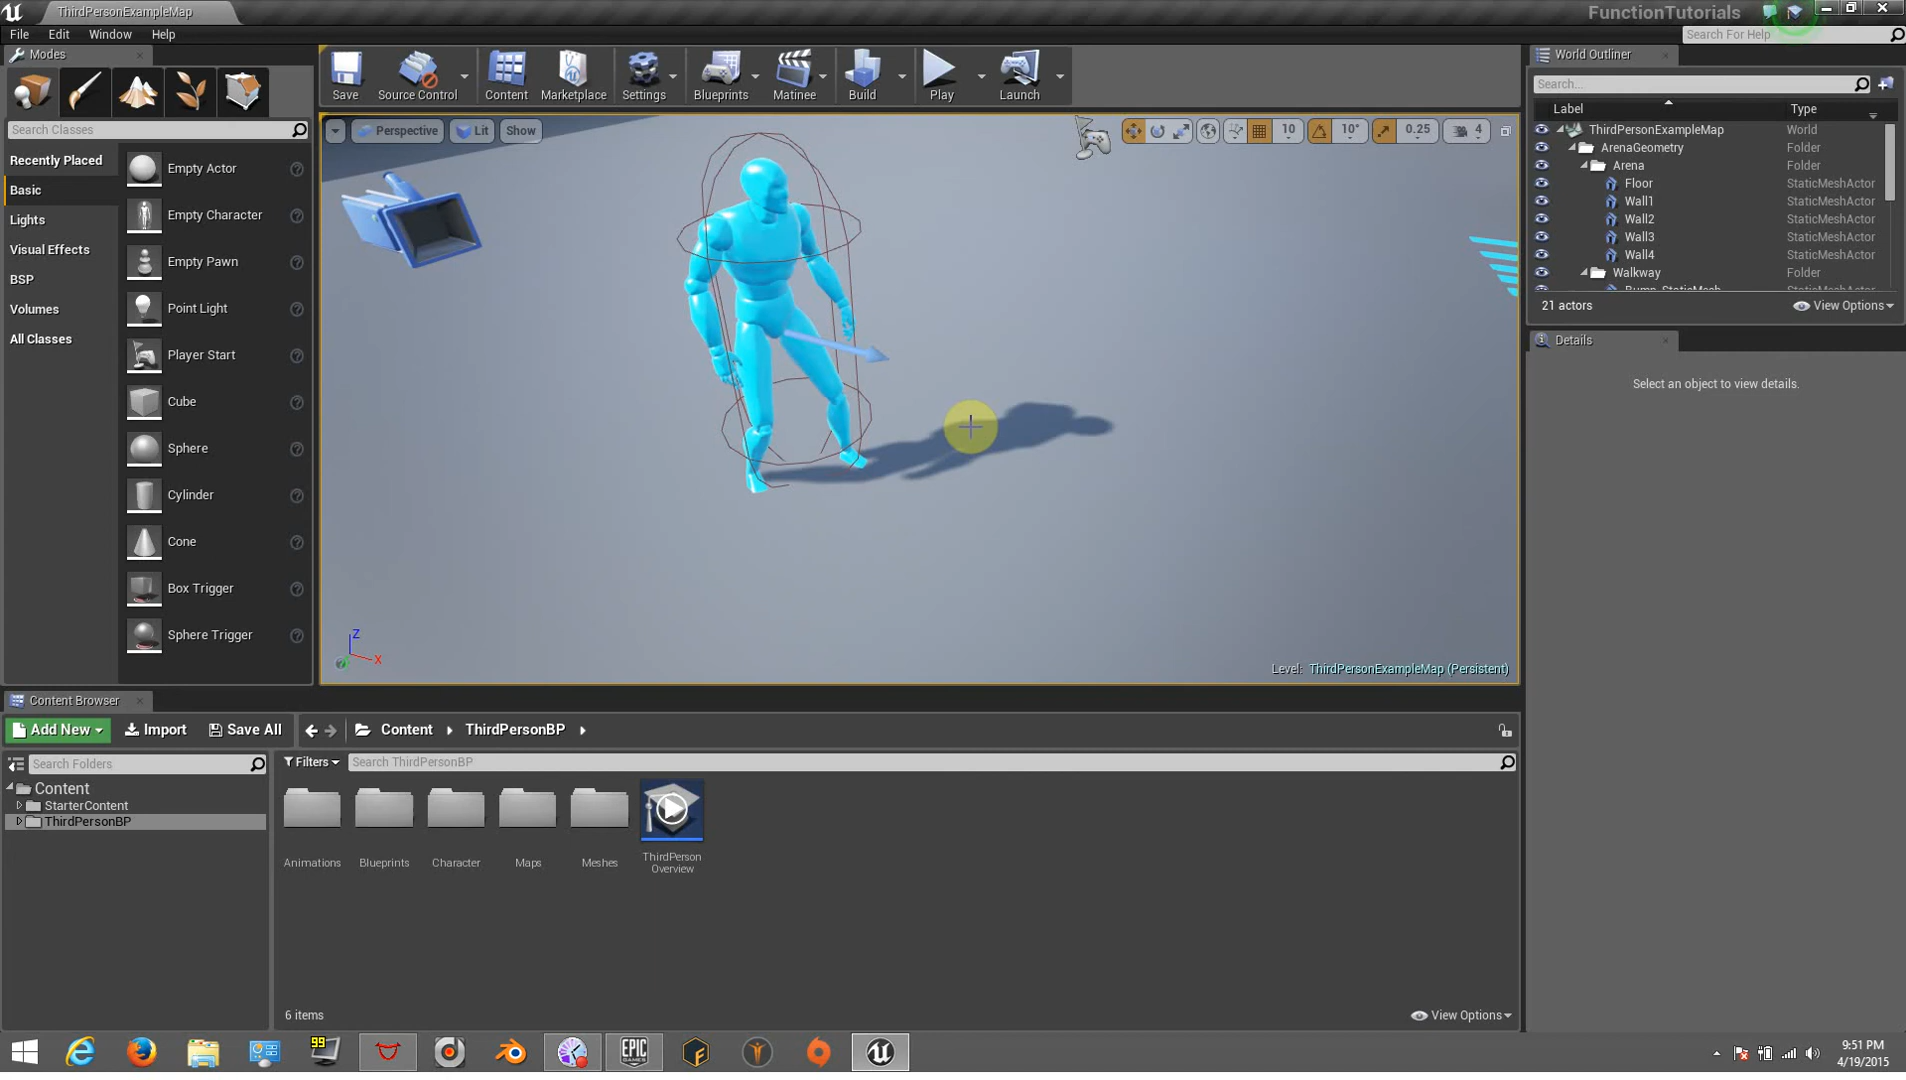 ThirdPersonExampleMap
FunctionTutorials
File Edit Window Help
Search For Help
Modes
Save
Source Control
Content
Marketplace
Settings
Blueprints
Matinee
Build
Play
Launch
World Outliner
Search...
Label Type
ThirdPersonExampleMap World
ArenaGeometry Folder
Arena Folder
Floor StaticMeshActor
Wall1 StaticMeshActor
Wall2 StaticMeshActor
Wall3 StaticMeshActor
Wall4 StaticMeshActor
Walkway Folder
21 actors View Options
Details
Select an object to view details.
Search Classes
Recently Placed
Basic
Lights
Visual Effects
BSP
Volumes
All Classes
Empty Actor
Empty Character
Empty Pawn
Point Light
Player Start
Cube
Sphere
Cylinder
Cone
Box Trigger
Sphere Trigger
Perspective Lit Show
10 10° 0.25 4
Z
X
Level: ThirdPersonExampleMap (Persistent)
Content Browser
Add New Import Save All Content ThirdPersonBP
Search Folders
Filters Search ThirdPersonBP
Content
StarterContent
ThirdPersonBP
Animations
Blueprints
Character
Maps
Meshes
ThirdPerson
Overview
6 items View Options
99
EPIC
GAMES
9:51 PM
4/19/2015